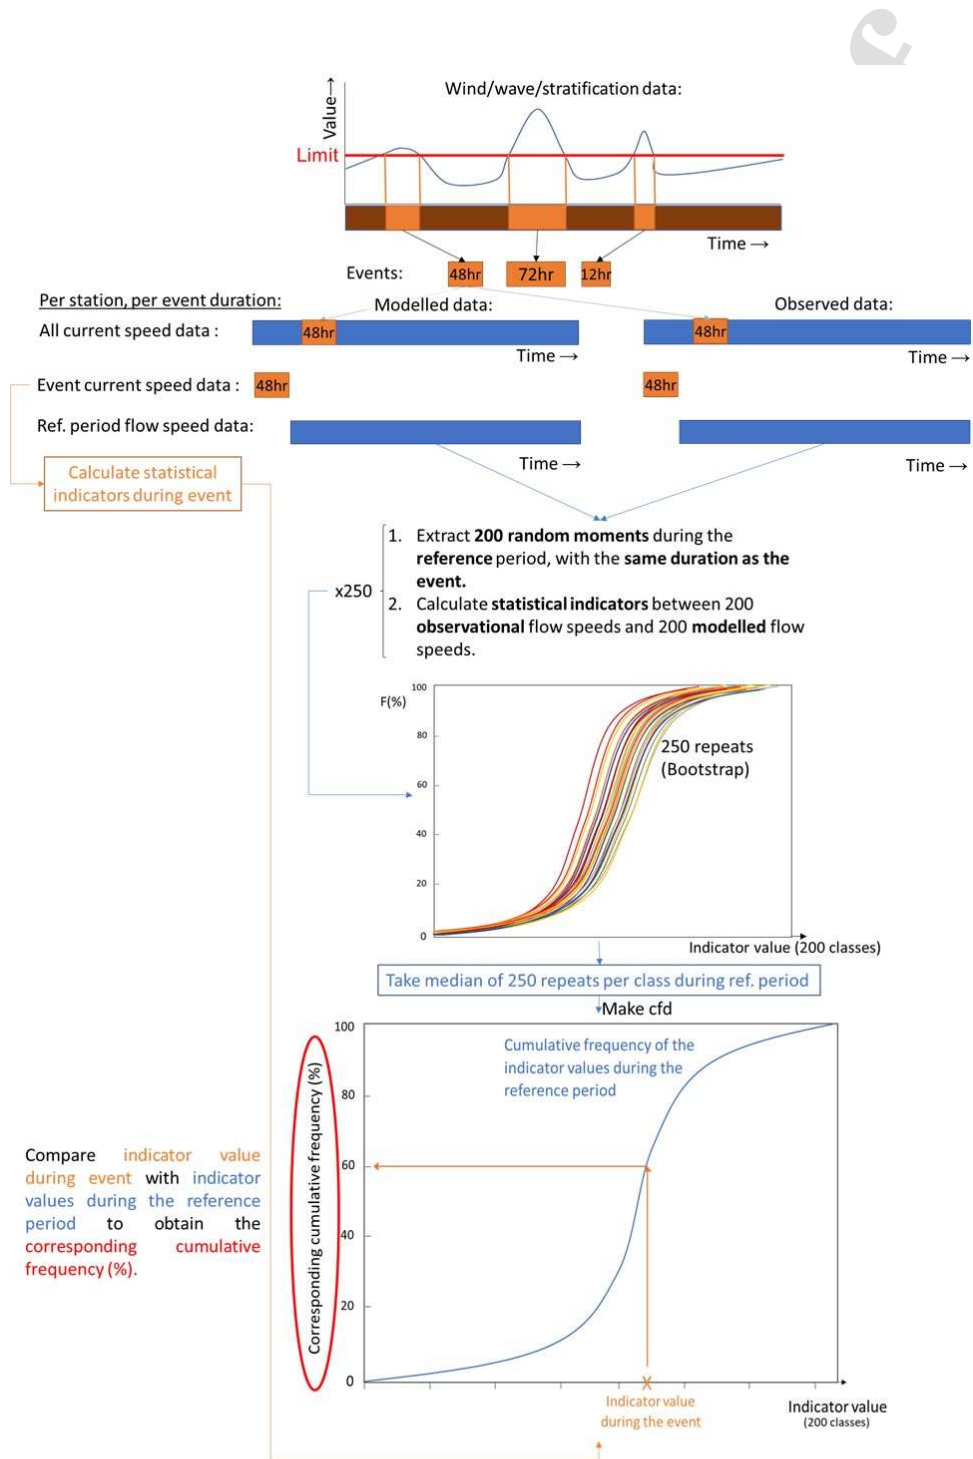 Wind/wave/stratification data:
Value→
Limit
Time →
Events:
48hr
72hr
12hr
Per station, per event duration:
Modelled data:
Observed data:
All current speed data :
48hr
48hr
Time →
Time →
Event current speed data :
48hr
48hr
Ref. period flow speed data:
Time →
Time →
Calculate statistical
indicators during event
x250
1. Extract 200 random moments during the
reference period, with the same duration as the
event.
2. Calculate statistical indicators between 200
observational flow speeds and 200 modelled flow
speeds.
F(%)
100
80
60
40
20
0
250 repeats
(Bootstrap)
Indicator value (200 classes)
Take median of 250 repeats per class during ref. period
Make cfd
100
80
60
40
20
0
Corresponding cumulative frequency (%)
Cumulative frequency of the
indicator values during the
reference period
Compare indicator value
during event with indicator
values during the reference
period to obtain the
corresponding cumulative
frequency (%).
X
Indicator value
during the event
Indicator value
(200 classes)